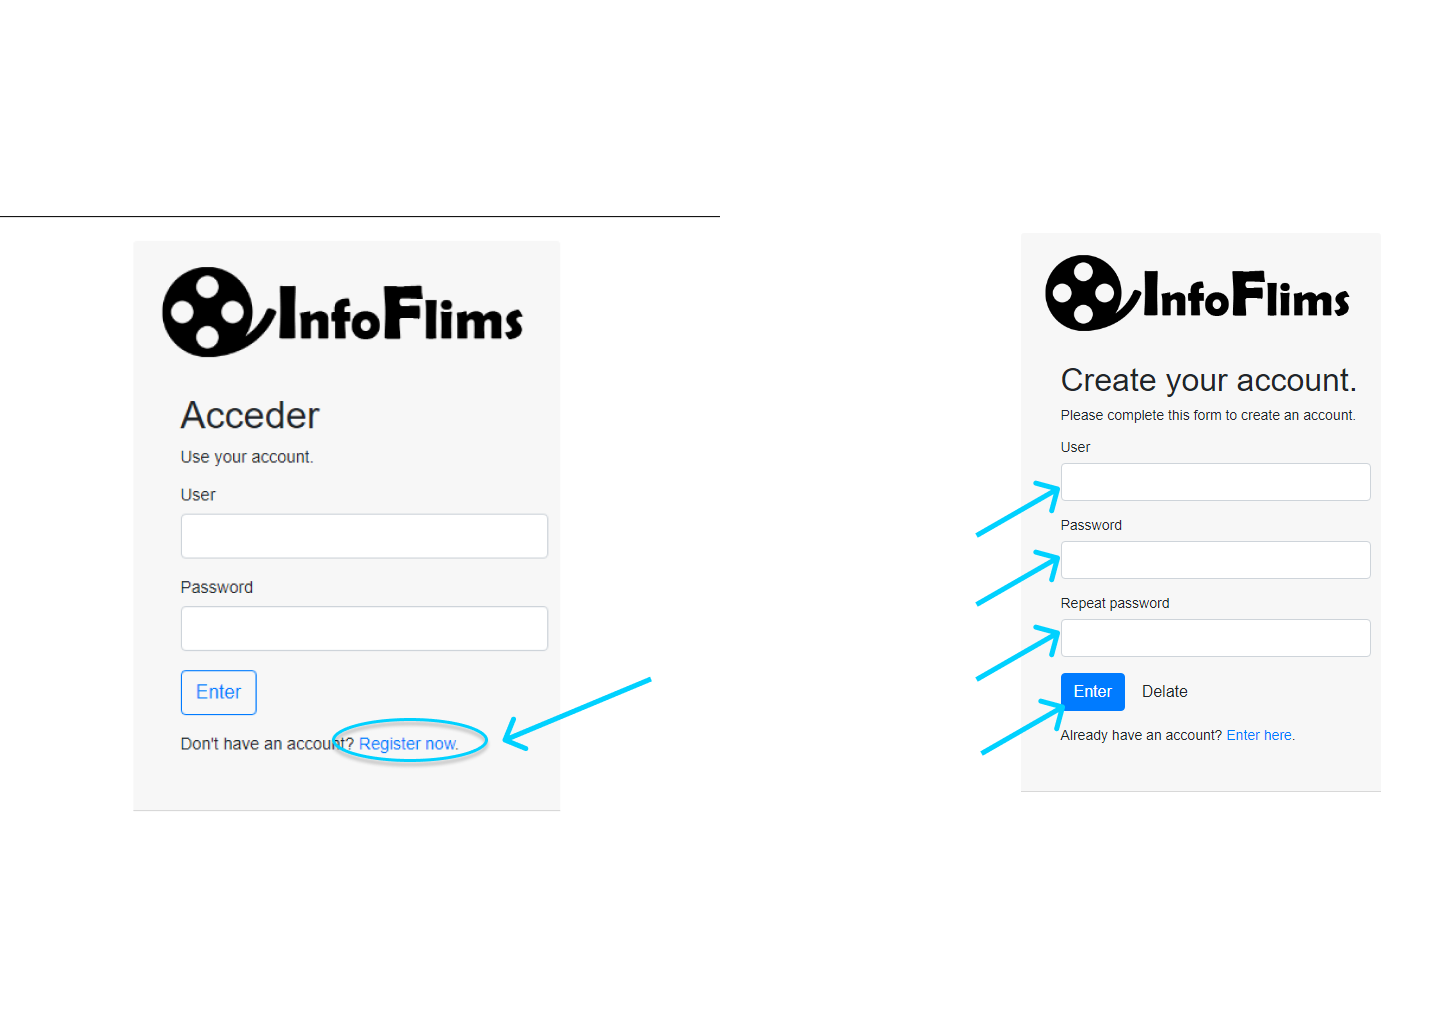 InfoFlims
Acceder
Use your account.
User
Password
Enter
Don't have an account? Register now.
InfoFlims
Create your account.
Please complete this form to create an account.
User
Password
Repeat password
Enter Delate
Already have an account? Enter here.